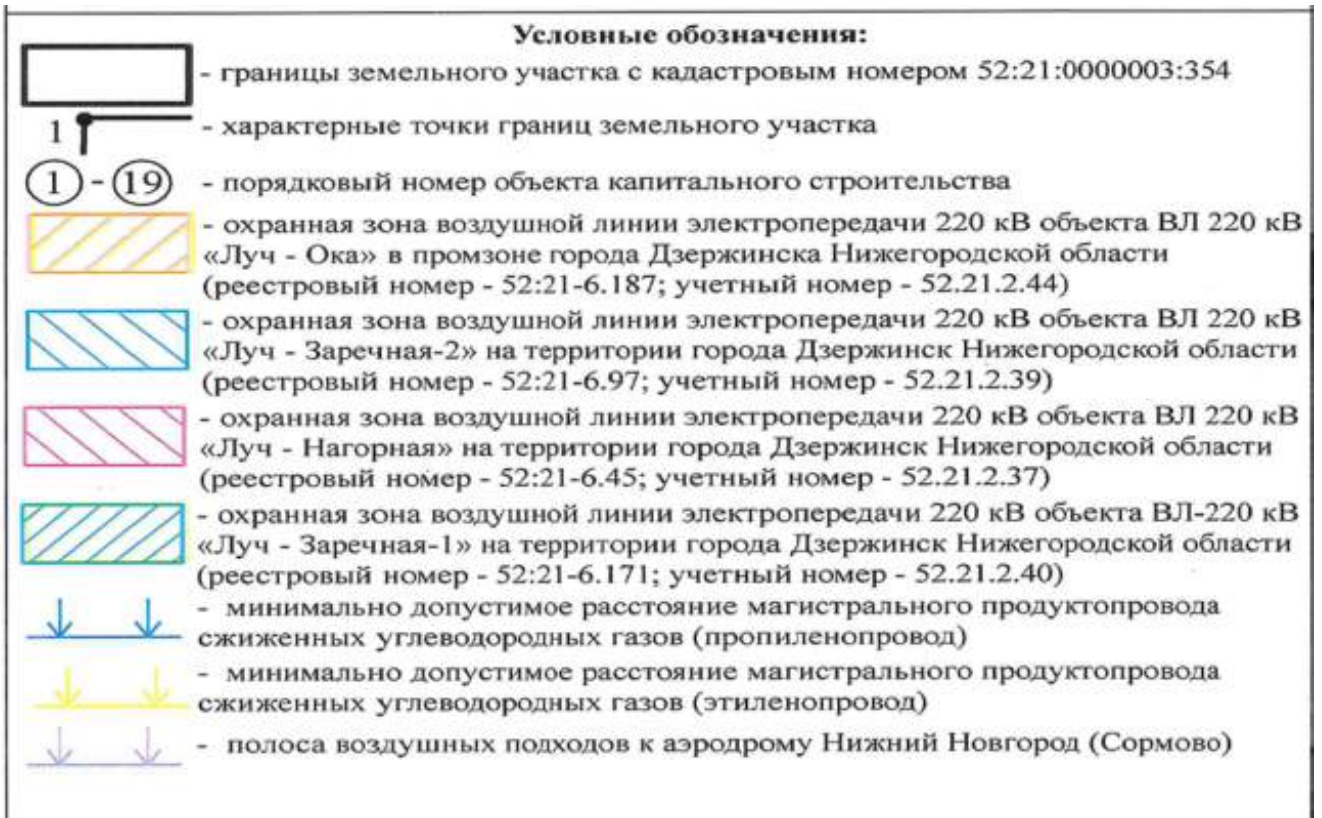 Условные обозначения:
- границы земельного участка с кадастровым номером 52:21:0000003:354
1
- характерные точки границ земельного участка
1 - 19
- порядковый номер объекта капитального строительства
- охранная зона воздушной линии электропередачи 220 кВ объекта ВЛ 220 кВ
«Луч - Ока» в промзоне города Дзержинска Нижегородской области
(реестровый номер - 52:21-6.187; учетный номер - 52.21.2.44)
- охранная зона воздушной линии электропередачи 220 кВ объекта ВЛ 220 кВ
«Луч - Заречная-2» на территории города Дзержинск Нижегородской области
(реестровый номер - 52:21-6.97; учетный номер - 52.21.2.39)
- охранная зона воздушной линии электропередачи 220 кВ объекта ВЛ 220 кВ
«Луч - Нагорная» на территории города Дзержинск Нижегородской области
(реестровый номер - 52:21-6.45; учетный номер - 52.21.2.37)
- охранная зона воздушной линии электропередачи 220 кВ объекта ВЛ-220 кВ
«Луч - Заречная-1» на территории города Дзержинск Нижегородской области
(реестровый номер - 52:21-6.171; учетный номер - 52.21.2.40)
- минимально допустимое расстояние магистрального продуктопровода
сжиженных углеводородных газов (пропиленопровод)
- минимально допустимое расстояние магистрального продуктопровода
сжиженных углеводородных газов (этиленопровод)
- полоса воздушных подходов к аэродрому Нижний Новгород (Сормово)